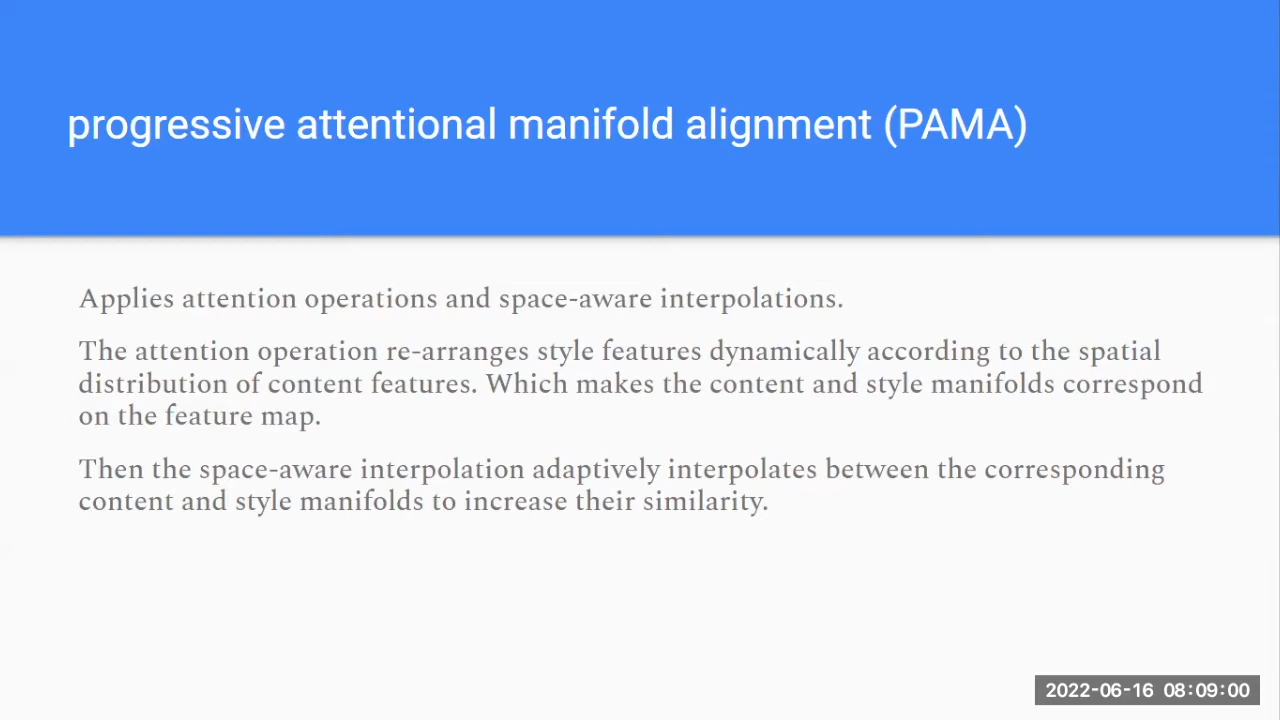 progressive attentional manifold alignment (PAMA)
Applies attention operations and space-aware interpolations.
The attention operation re-arranges style features dynamically according to the spatial
distribution of content features. Which makes the content and style manifolds correspond
on the feature map.
Then the space-aware interpolation adaptively interpolates between the corresponding
content and style manifolds to increase their similarity.
2022-06-16 08:09:00